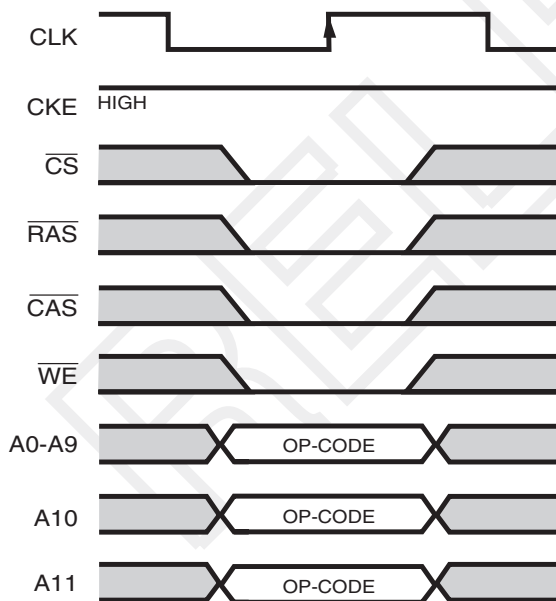 CLK
CKE HIGH
CS
RAS
CAS
WE
A0-A9 OP-CODE
A10 OP-CODE
A11 OP-CODE